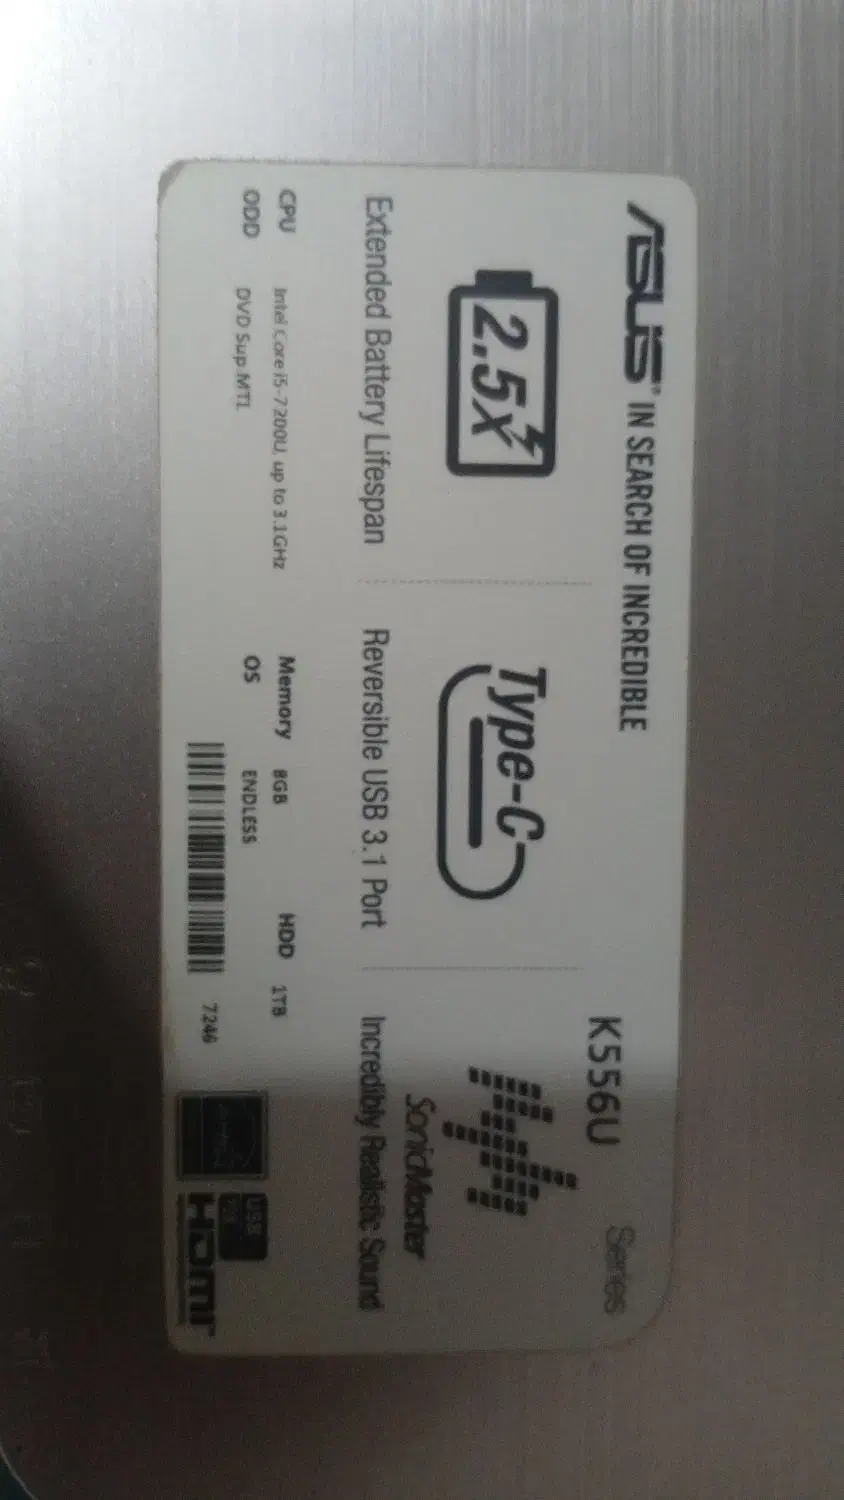 ASUS® IN SEARCH OF INCREDIBLE
K556U Series
2.5X
Type-C
SonicMaster
Extended Battery Lifespan
Reversible USB 3.1 Port
Incredibly Realistic Sound
CPU Intel Core i5-7200U, up to 3.1GHz Memory 8GB HDD 1TB
ODD DVD Sup MTL OS ENDLESS
7246
HDMI™